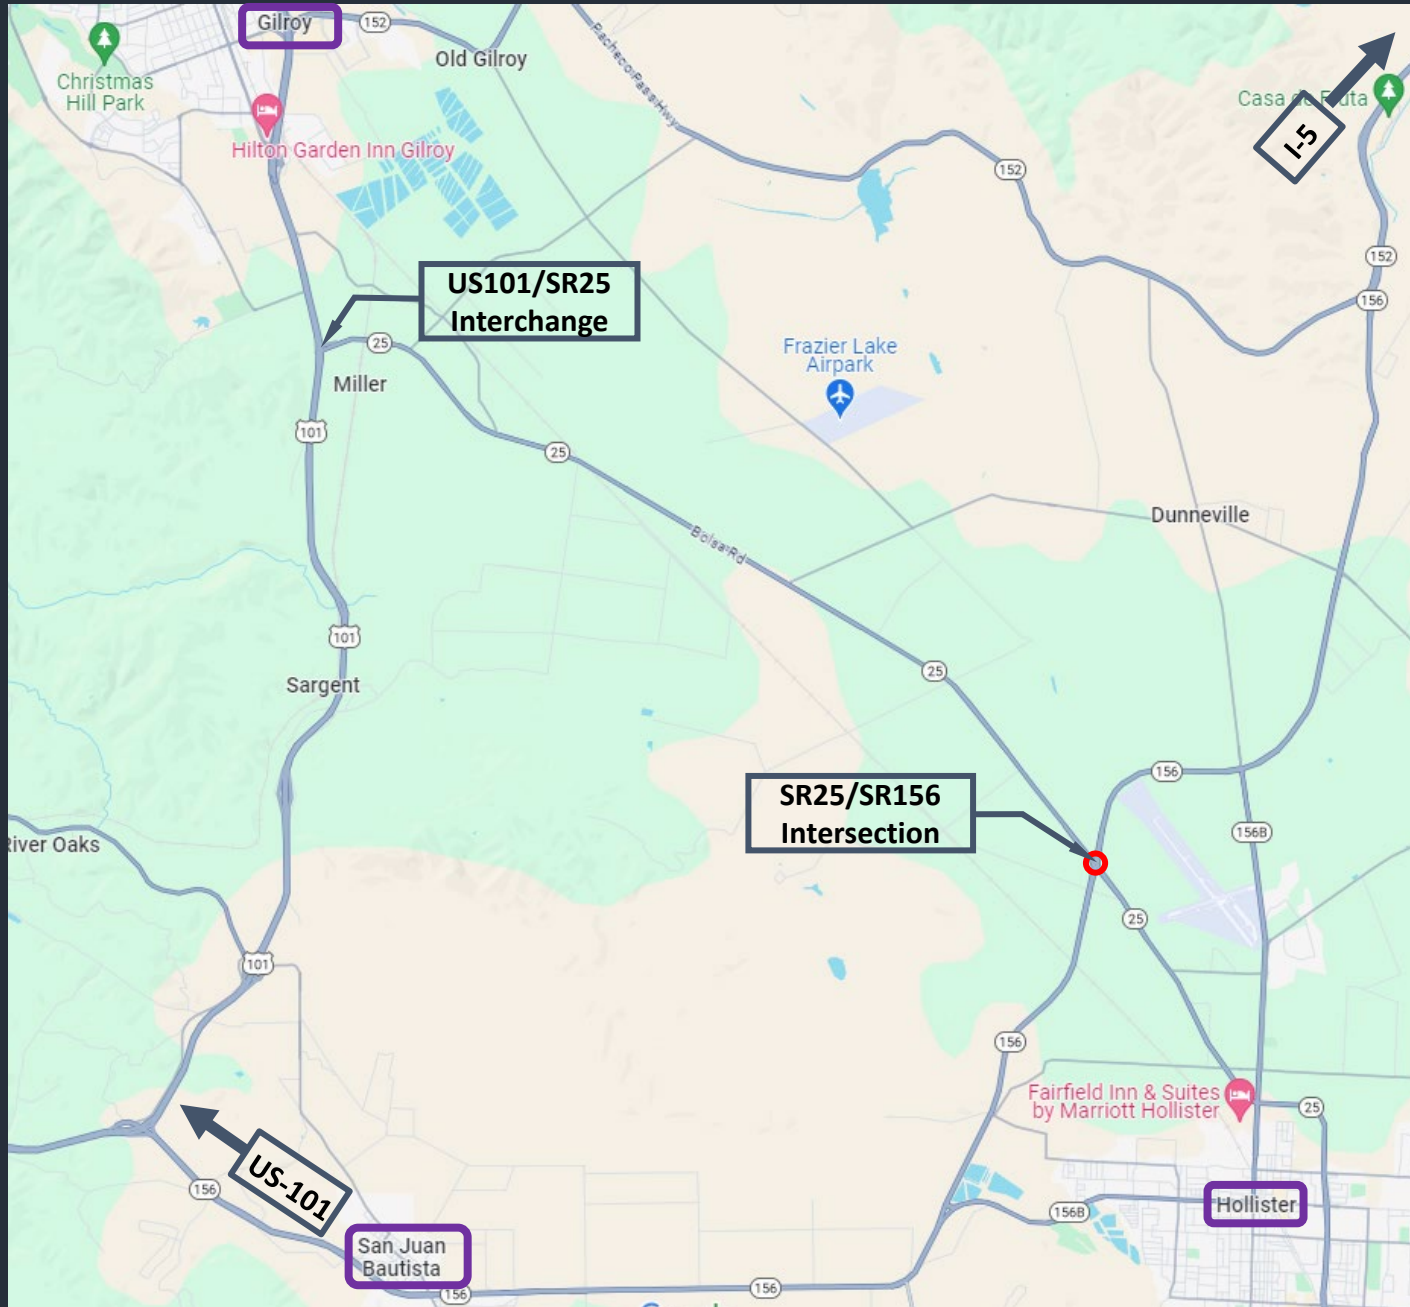 Gilroy
152
Old Gilroy
Pacheco Pass Hwy
Christmas
Hill Park
Hilton Garden Inn Gilroy
Casa de Fruta
I-5
152
152
156
US101/SR25
Interchange
25
Miller
Frazier Lake
Airpark
101
25
Dunneville
Bolsa Rd
101
25
Sargent
156
SR25/SR156
Intersection
156B
River Oaks
25
101
156
Fairfield Inn & Suites
by Marriott Hollister
25
US-101
156
156B
Hollister
San Juan
Bautista
156
156